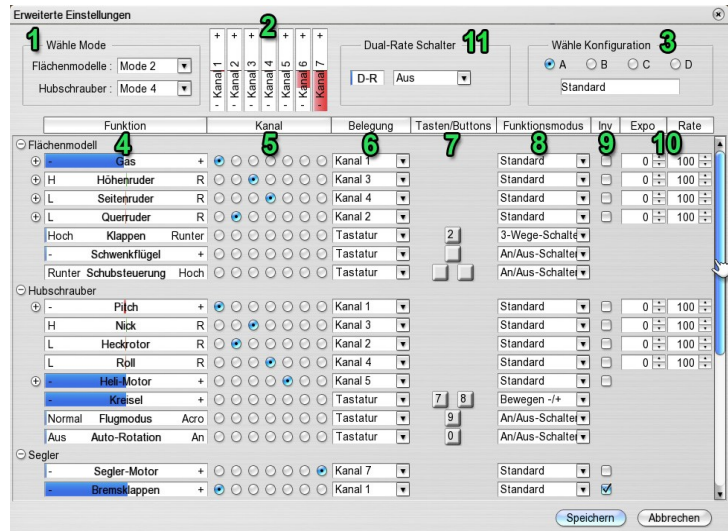 Erweiterte Einstellungen
1 Wähle Mode
Flächenmodelle : Mode 2
Hubschrauber : Mode 4
2
- Kanal 1 +
- Kanal 2 +
- Kanal 3 +
- Kanal 4 +
- Kanal 5 +
- Kanal 6 +
- Kanal 7 +
Dual-Rate Schalter 11
D-R Aus
Wähle Konfiguration 3
A B C D
Standard
Funktion Kanal Belegung Tasten/Buttons Funktionsmodus Inv Expo Rate
4 5 6 7 8 9 10
Flächenmodell
- Gas + Kanal 1 Standard 0 100
H Höhenruder R Kanal 3 Standard 0 100
L Seitenruder R Kanal 4 Standard 0 100
L Querruder R Kanal 2 Standard 0 100
Hoch Klappen Runter Tastatur 2 3-Wege-Schalte
- Schwenkflügel + Tastatur An/Aus-Schalter
Runter Schubsteuerung Hoch Tastatur An/Aus-Schalter
Hubschrauber
- Pitch + Kanal 1 Standard 0 100
H Nick R Kanal 3 Standard 0 100
L Heckrotor R Kanal 2 Standard 0 100
L Roll R Kanal 4 Standard 0 100
- Heli-Motor + Kanal 5 Standard
- Kreisel + Tastatur 7 8 Bewegen -/+
Normal Flugmodus Acro Tastatur 9 An/Aus-Schalter
Aus Auto-Rotation An Tastatur 0 An/Aus-Schalter
Segler
- Segler-Motor + Kanal 7 Standard
- Bremsklappen + Kanal 1 Standard
Speichern Abbrechen